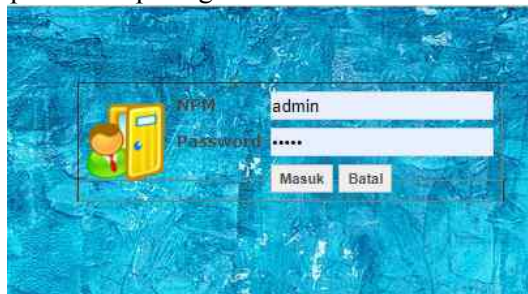 NPM admin
Password •••••
Masuk Batal